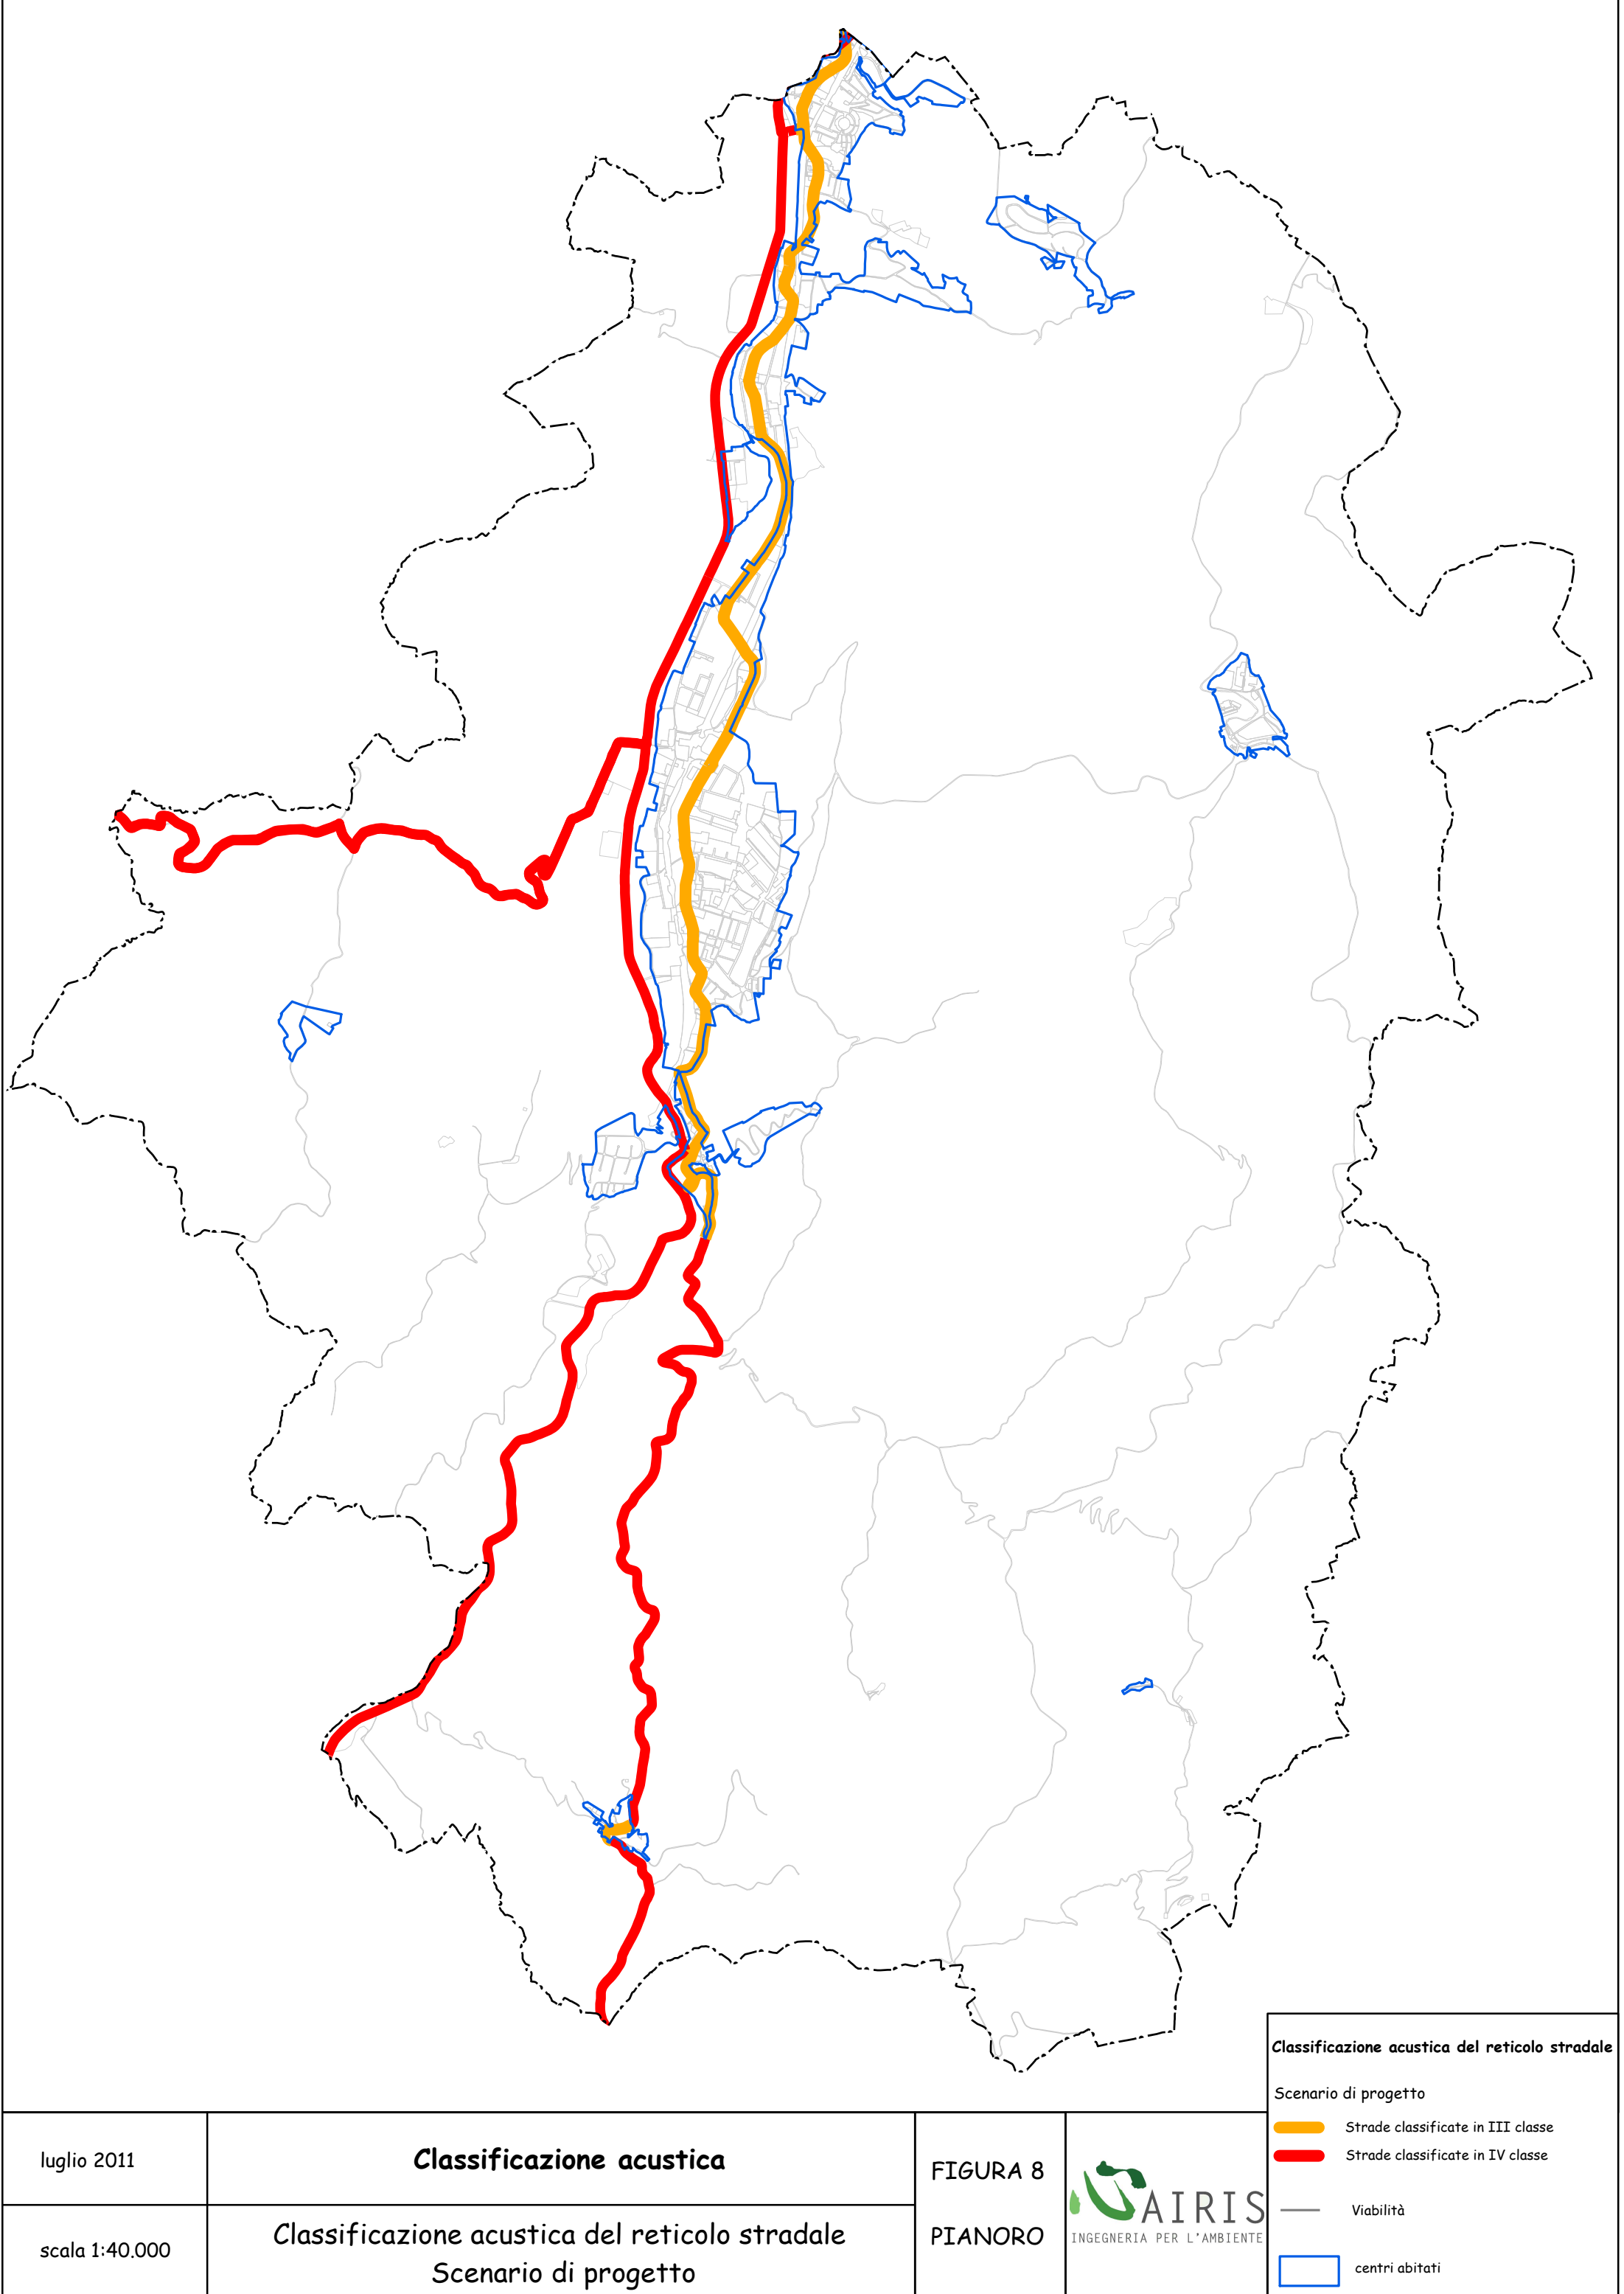 Classificazione acustica del reticolo stradale
Scenario di progetto
Strade classificate in III classe
Strade classificate in IV classe
Viabilità
centri abitati
luglio 2011
Classificazione acustica
FIGURA 8
PIANORO
AIRIS
INGEGNERIA PER L'AMBIENTE
scala 1:40.000
Classificazione acustica del reticolo stradale
Scenario di progetto